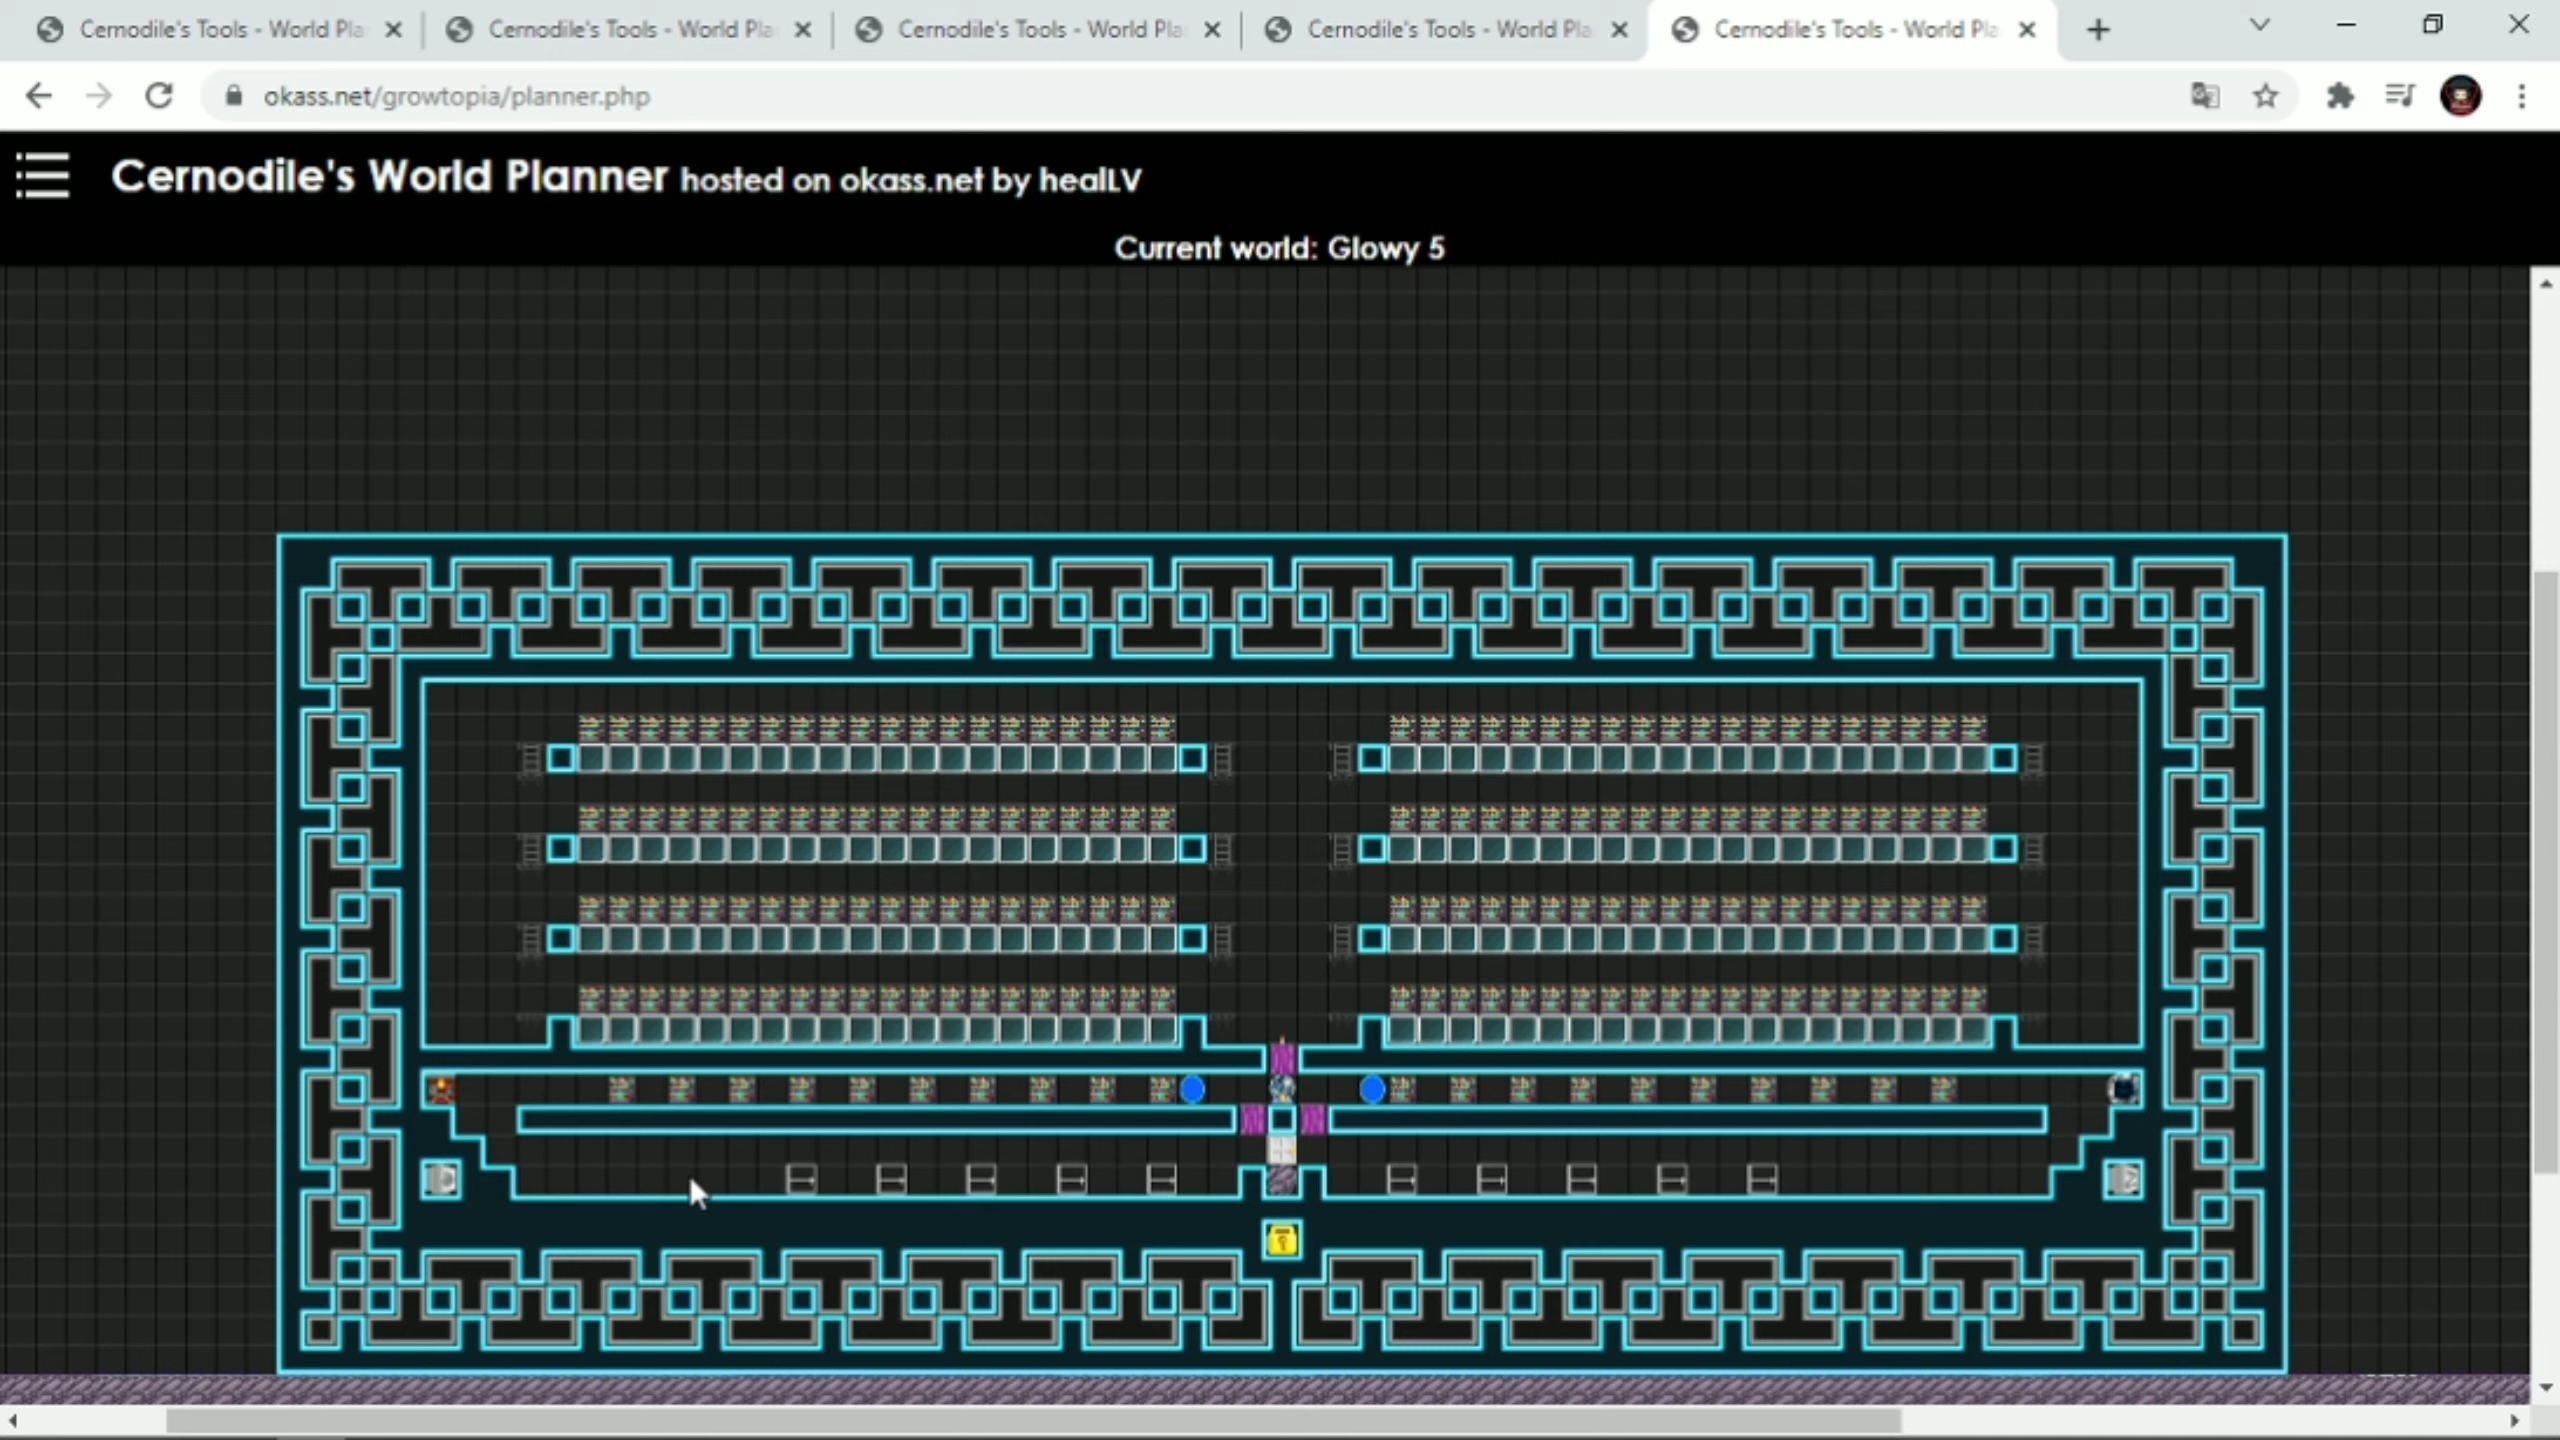 Cernodile's Tools - World Pla
Cernodile's Tools - World Pla
Cernodile's Tools - World Pla
Cernodile's Tools - World Pla
Cernodile's Tools - World Pla
okass.net/growtopia/planner.php
Cernodile's World Planner hosted on okass.net by healLV
Current world: Glowy 5